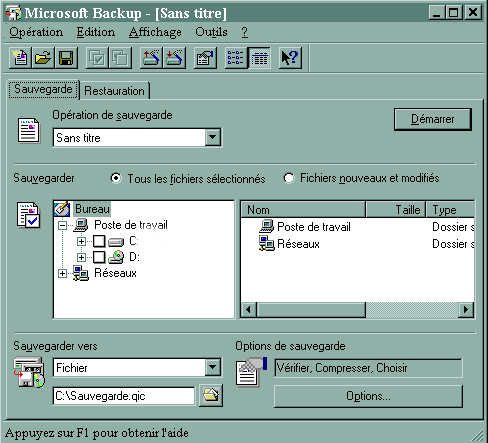 Microsoft Backup - [Sans titre]
Opération Edition Affichage Outils ?
Sauvegarde Restauration
Opération de sauvegarde
Sans titre
Démarrer
Sauvegarder Tous les fichiers sélectionnés Fichiers nouveaux et modifiés
Bureau
Poste de travail
C:
D:
Réseaux
Nom Taille Type
Poste de travail Dossier s
Réseaux Dossier s
Sauvegarder vers
Fichier
C:\Sauvegarde.qic
Options de sauvegarde
Vérifier, Compresser, Choisir
Options...
Appuyez sur F1 pour obtenir l'aide